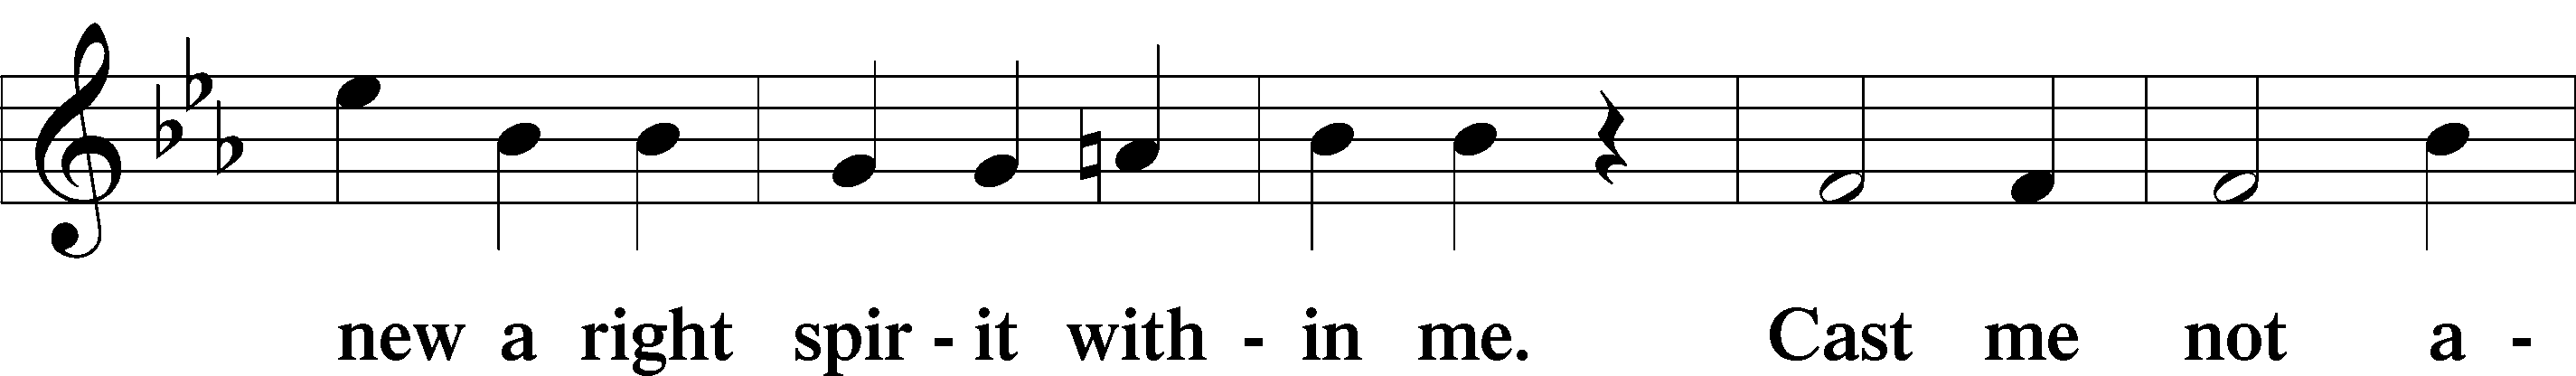 new a right spir - it with - in me. Cast me not a -